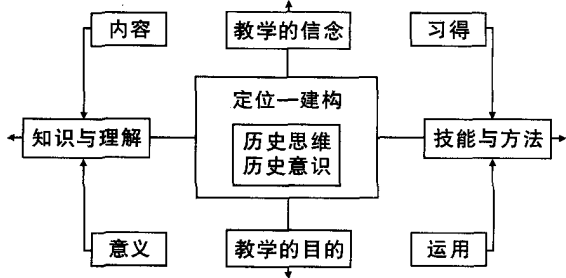 内容
教学的信念
习得
定位一建构
知识与理解
历史思维
历史意识
技能与方法
意义
教学的目的
运用